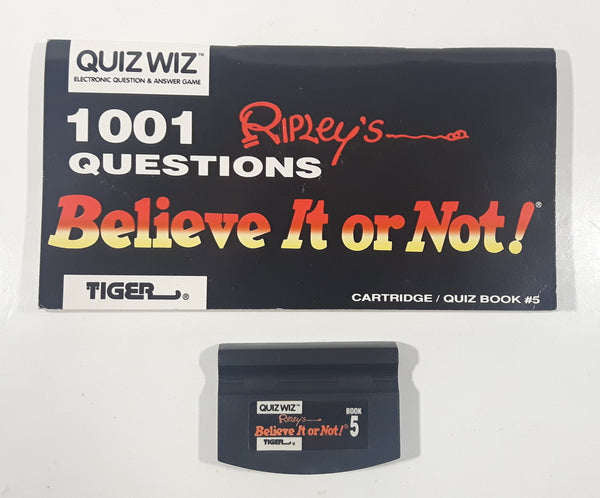 QUIZ WIZ™
ELECTRONIC QUESTION & ANSWER GAME
1001 Ripley's
QUESTIONS
Believe It or Not!®
TIGER®
CARTRIDGE / QUIZ BOOK #5
QUIZ WIZ™
BOOK
Ripley's
5
Believe It or Not!®
TIGER®